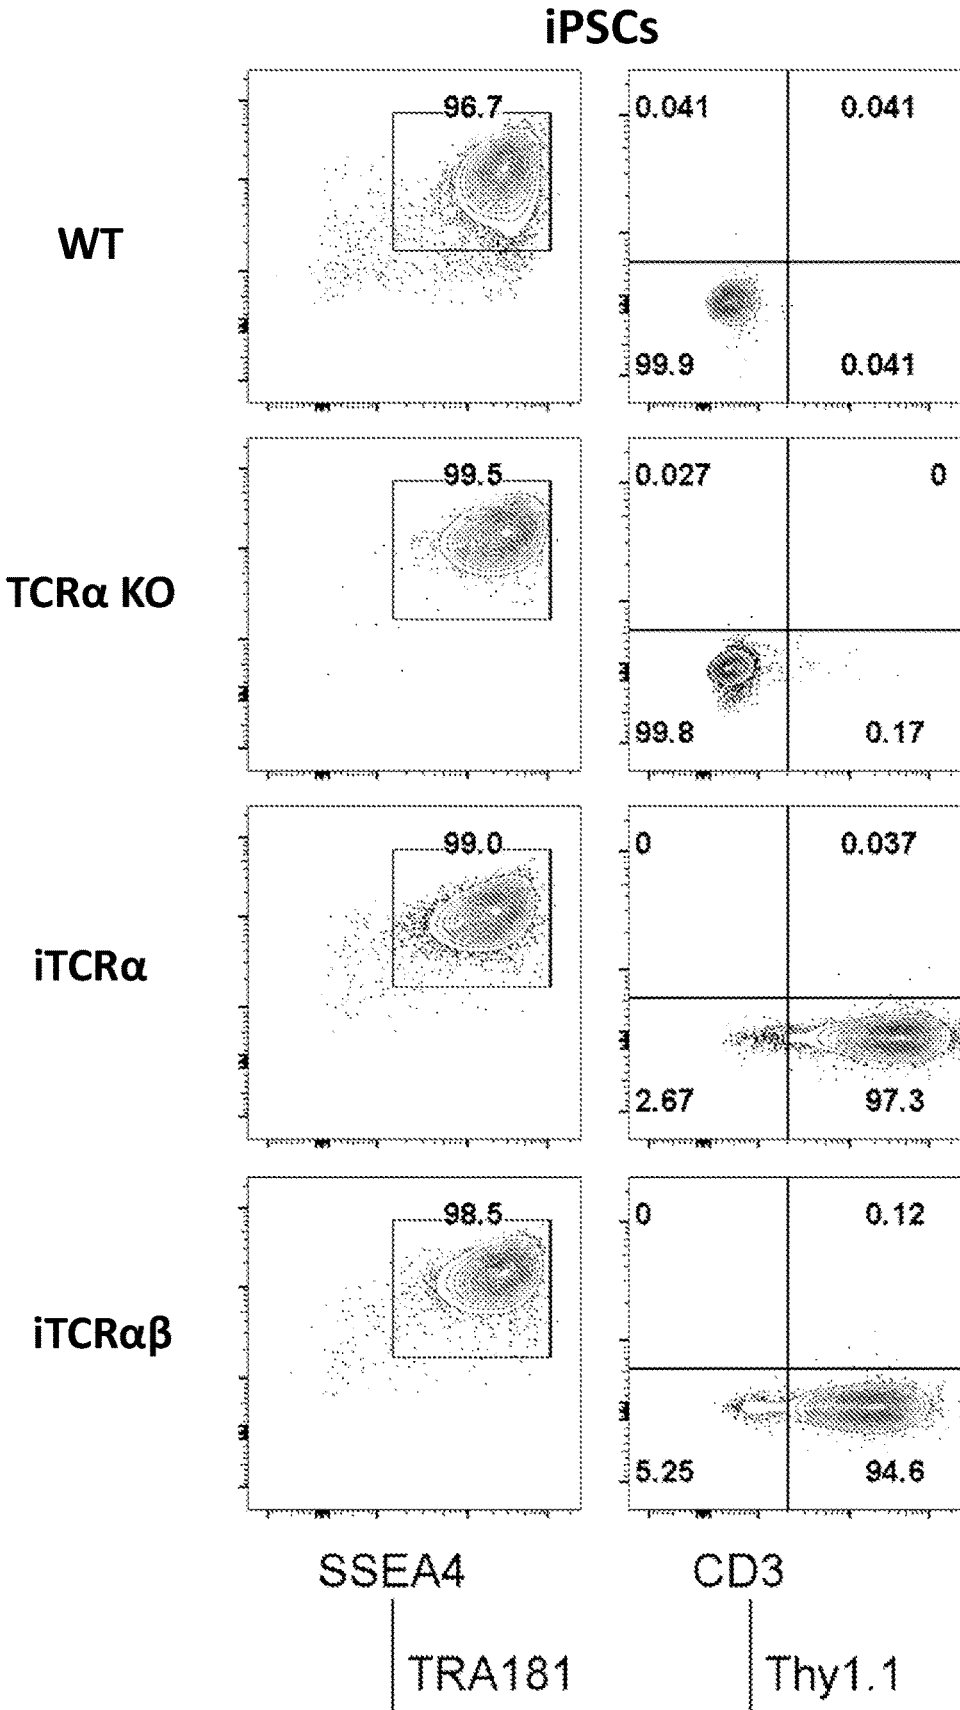 iPSCs
WT
96.7
0.041 0.041
99.9 0.041
TCRα KO
99.5
0.027 0
99.8 0.17
iTCRα
99.0
0 0.037
2.67 97.3
iTCRαβ
98.5
0 0.12
5.25 94.6
SSEA4 CD3
TRA181 Thy1.1